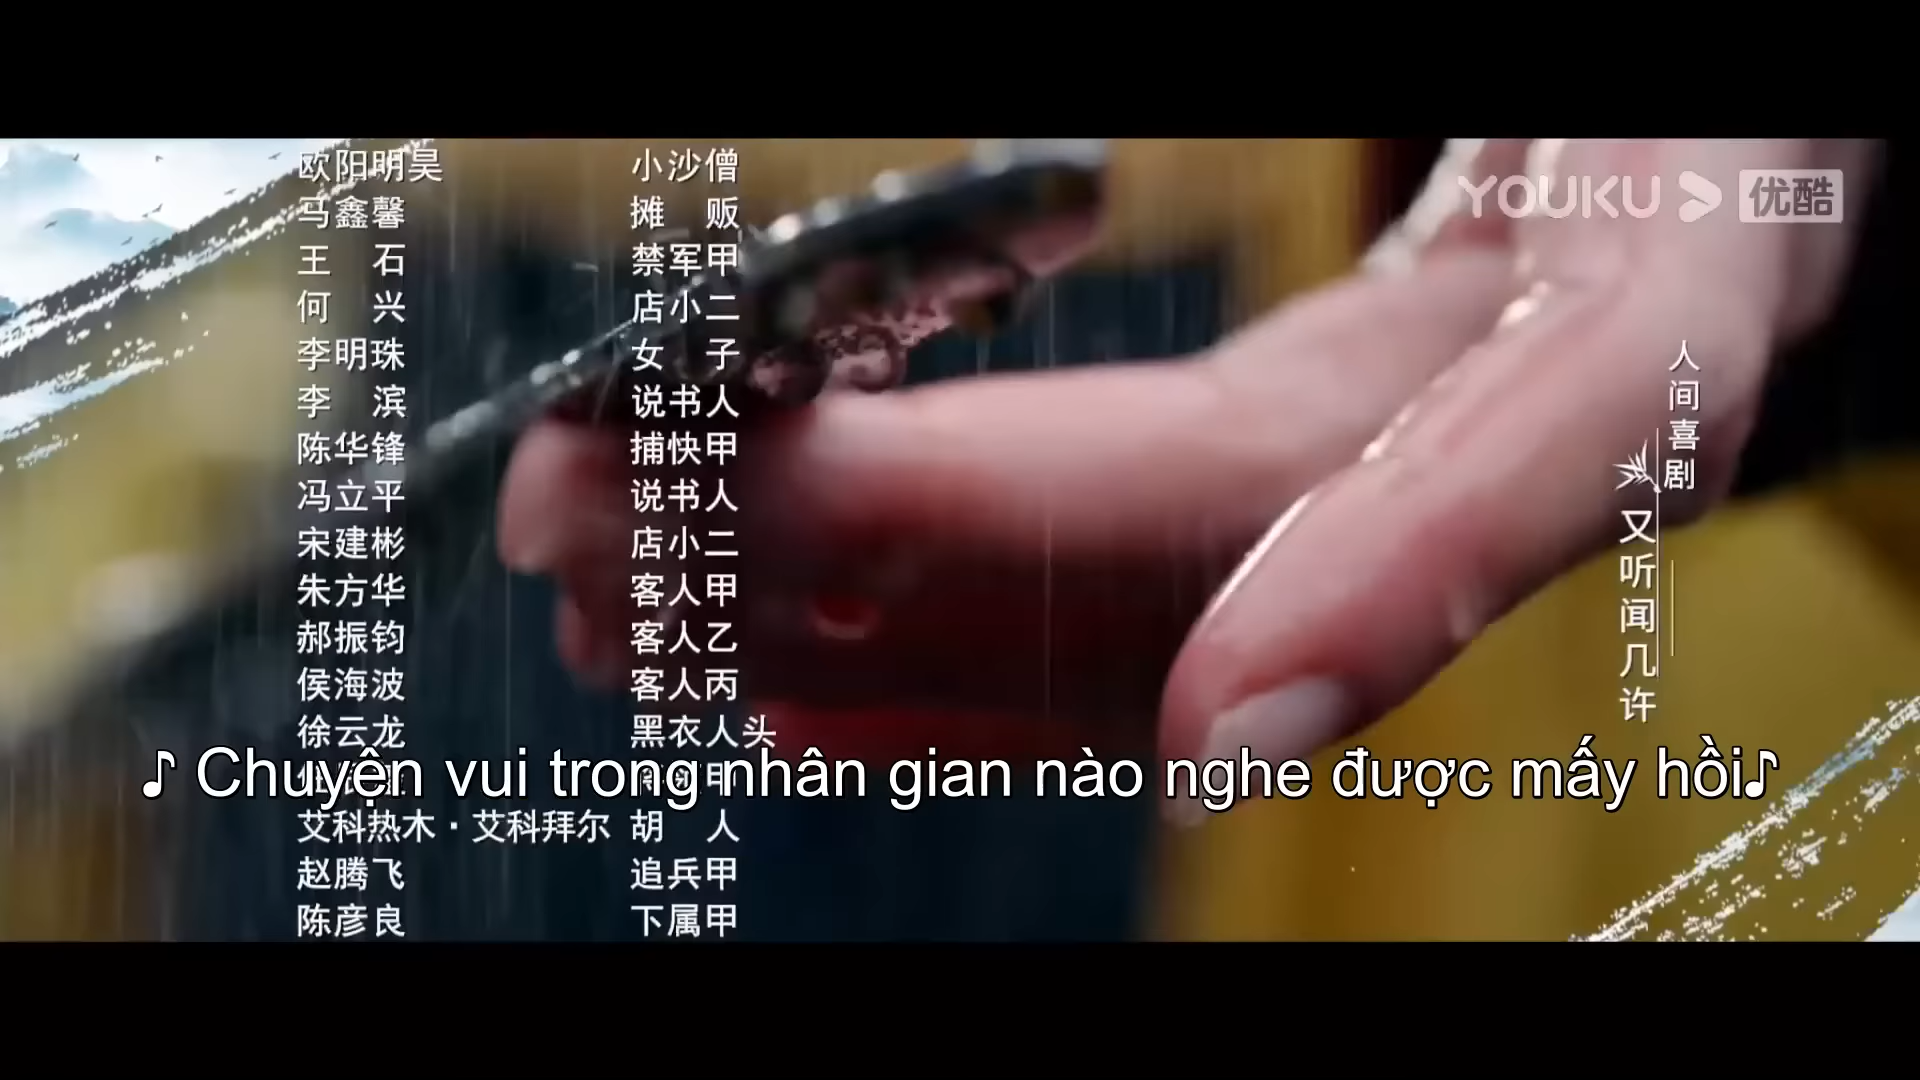 欧阳明昊 小沙僧
马鑫馨 摊 贩
王 石 禁军甲
何 兴 店小二
李明珠 女 子
李 滨 说书人
陈华锋 捕快甲
冯立平 说书人
宋建彬 店小二
朱方华 客人甲
郝振钧 客人乙
侯海波 客人丙
徐云龙 黑衣人头
♪ Chuyện vui trong nhân gian nào nghe được mấy hồi♪
艾科热木·艾科拜尔 胡 人
赵腾飞 追兵甲
陈彦良 下属甲
YOUKU 优酷
人间喜剧
又听闻几许